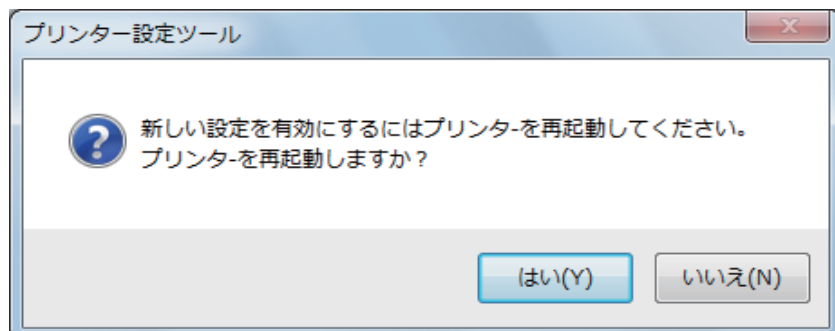 プリンター設定ツール
新しい設定を有効にするにはプリンタ-を再起動してください。
プリンタ-を再起動しますか？
はい(Y)
いいえ(N)